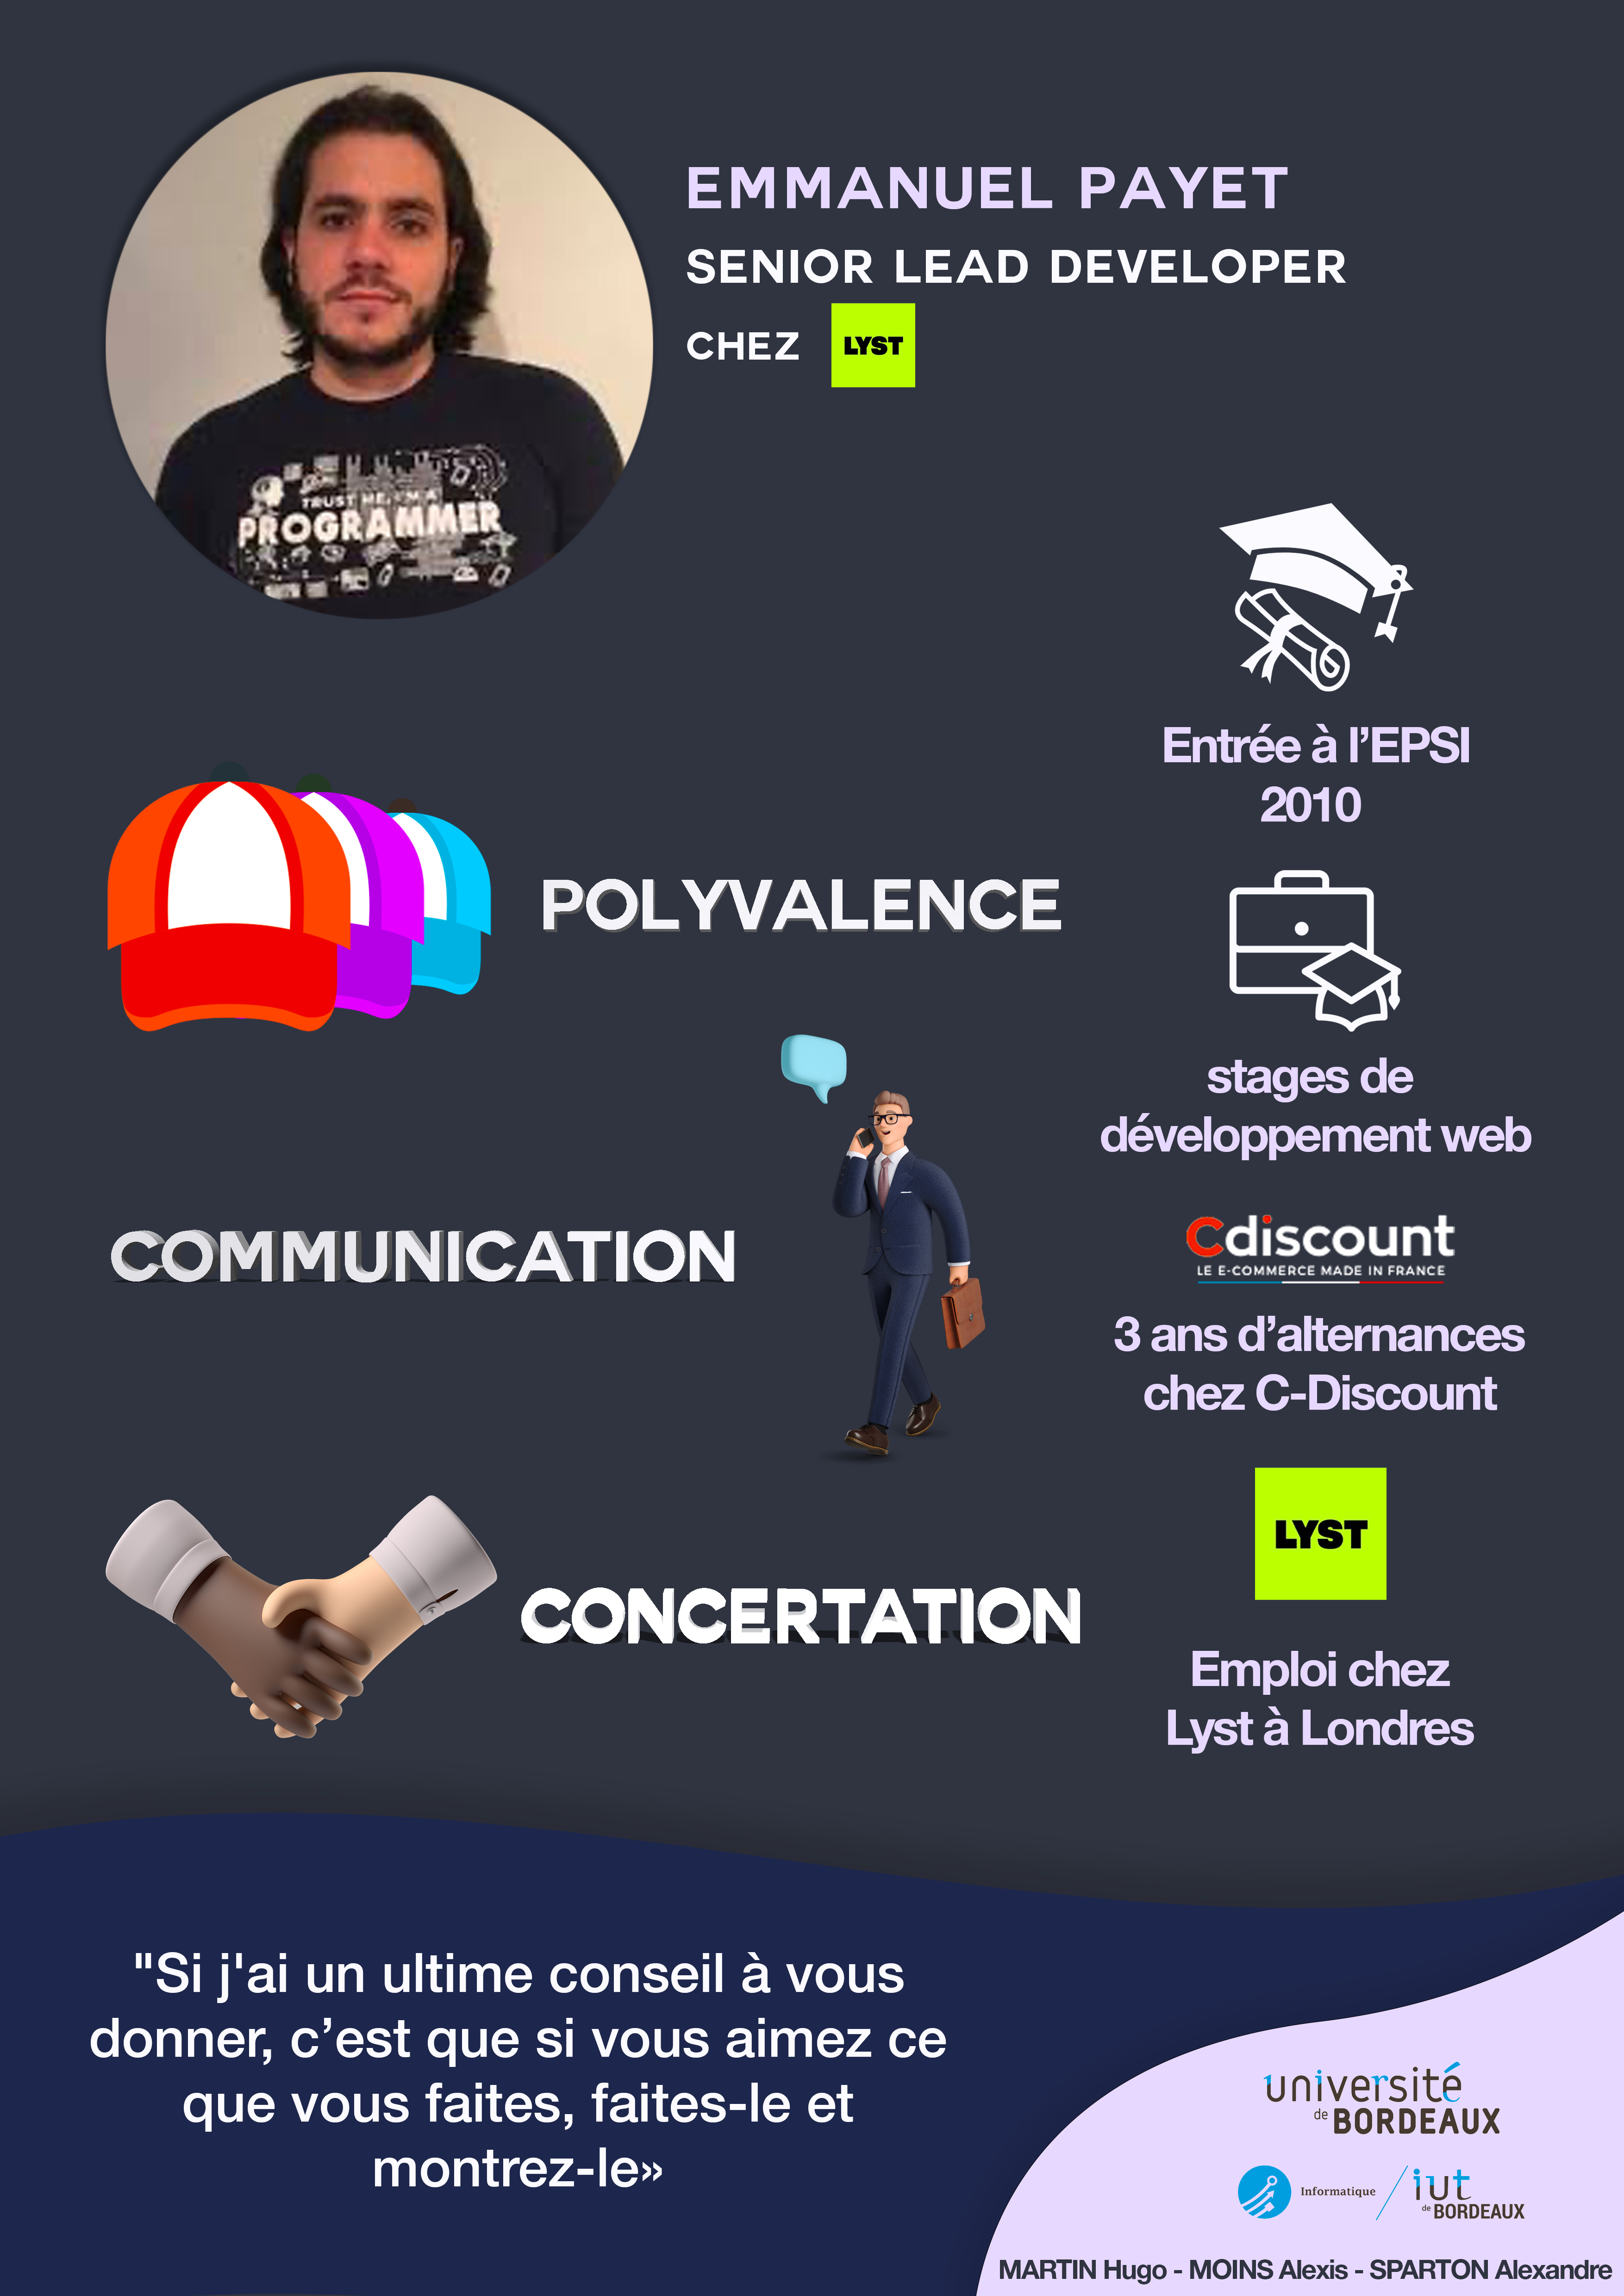 EMMANUEL PAYET
SENIOR LEAD DEVELOPER
CHEZ LYST
TRUST ME, I'M A
PROGRAMMER
Entrée à l’EPSI
2010
POLYVALENCE
stages de
développement web
COMMUNICATION
Cdiscount
LE E-COMMERCE MADE IN FRANCE
3 ans d’alternances
chez C-Discount
LYST
CONCERTATION
Emploi chez
Lyst à Londres
"Si j'ai un ultime conseil à vous
donner, c’est que si vous aimez ce
que vous faites, faites-le et
montrez-le»
université
de BORDEAUX
Informatique iut
de BORDEAUX
MARTIN Hugo - MOINS Alexis - SPARTON Alexandre